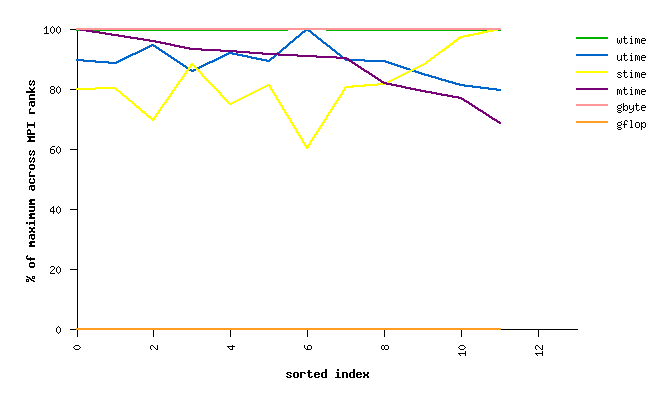 100
80
60
40
20
0
% of maximum across MPI ranks
0 2 4 6 8 10 12
sorted index
wtime
utime
stime
mtime
gbyte
gflop